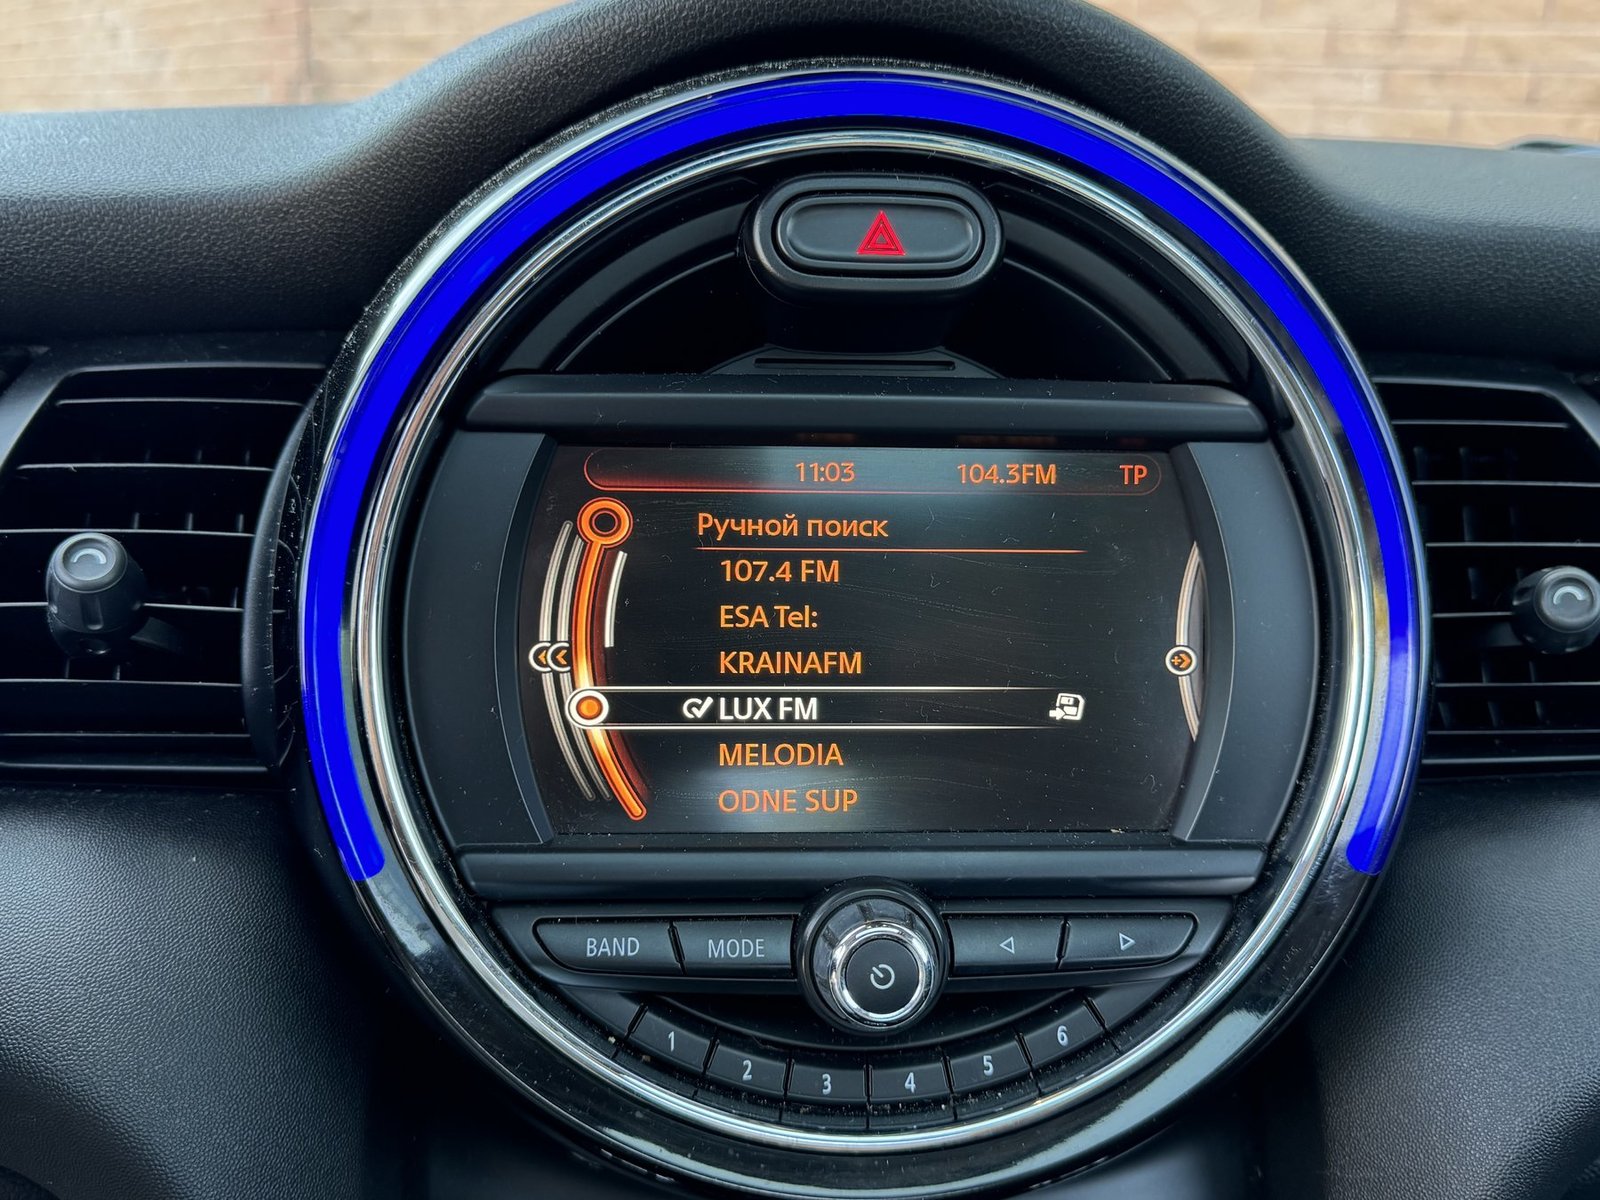 11:03 104.3FM TP
Ручной поиск
107.4 FM
ESA Tel:
KRAINAFM
LUX FM
MELODIA
ODNE SUP
BAND MODE
1 2 3 4 5 6